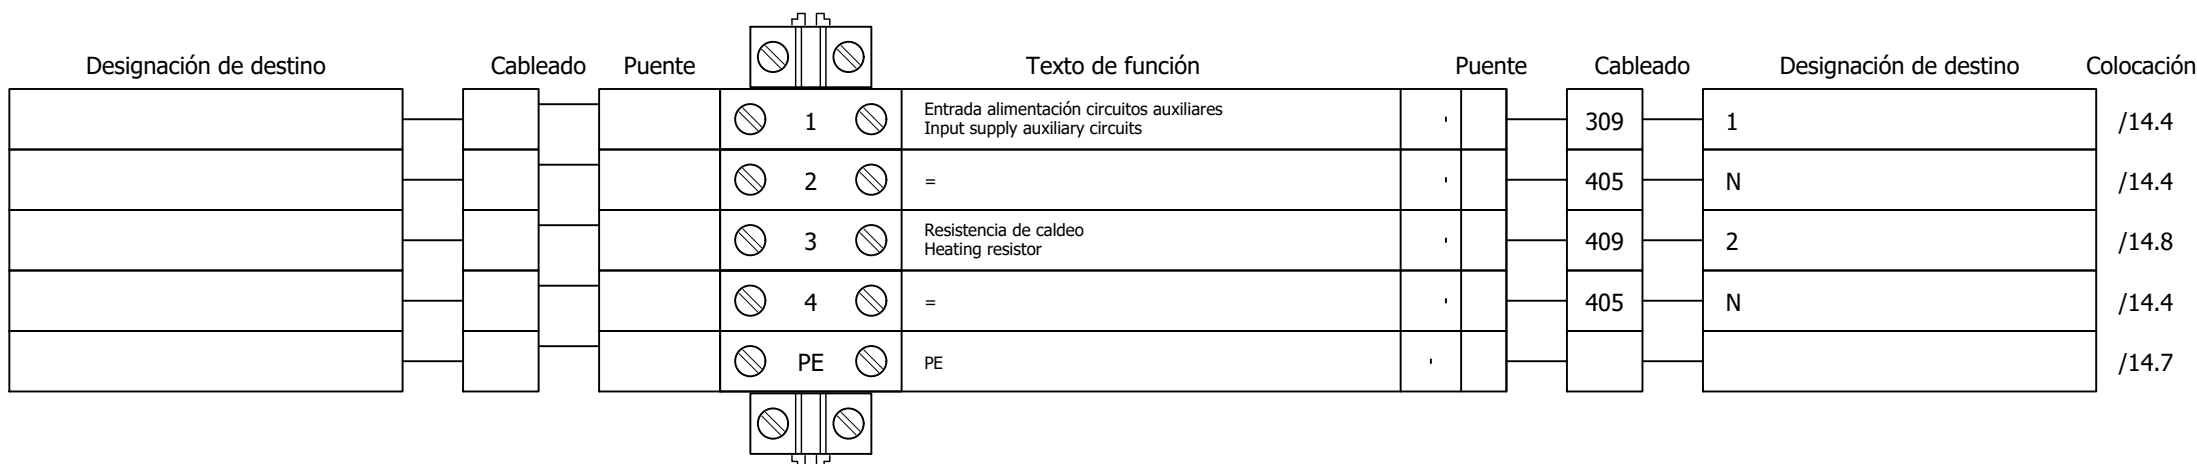 Designación de destino Cableado Puente Texto de función Puente Cableado Designación de destino Colocación
1 Entrada alimentación circuitos auxiliares
Input supply auxiliary circuits 309 1 /14.4
2 = 405 N /14.4
3 Resistencia de caldeo
Heating resistor 409 2 /14.8
4 = 405 N /14.4
PE PE /14.7